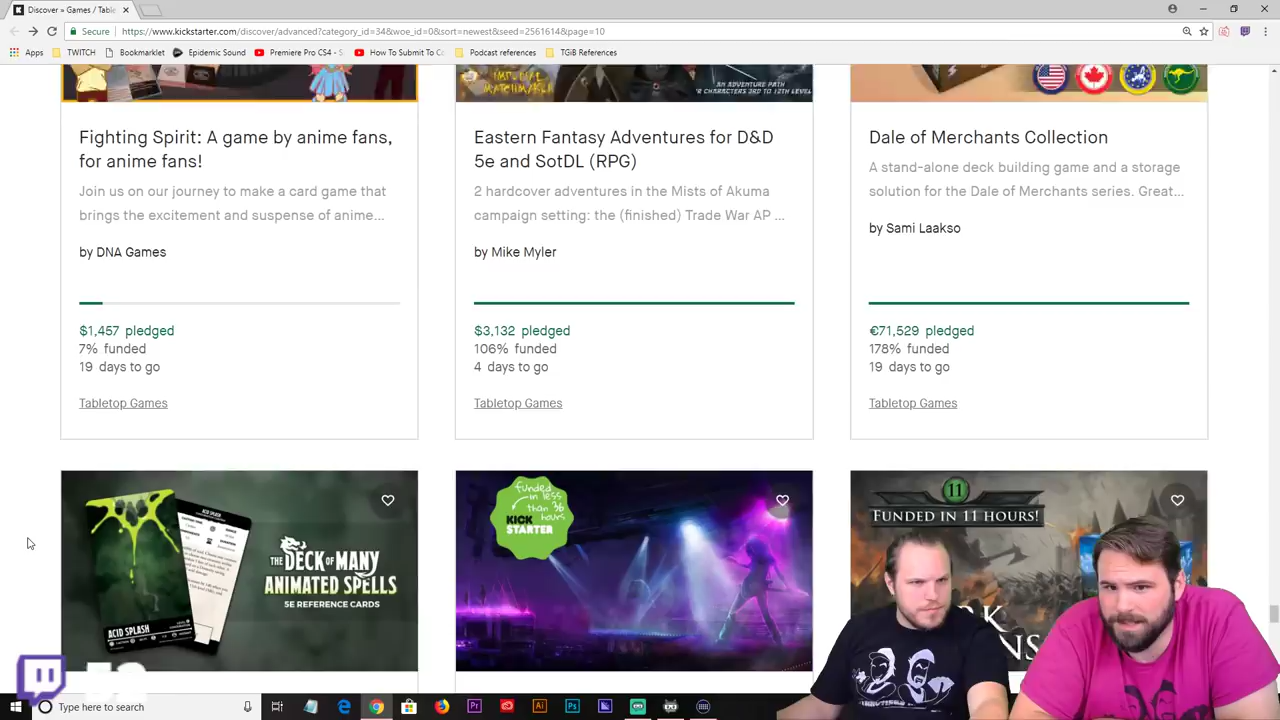 Discover » Games / Table
Secure
https://www.kickstarter.com/discover/advanced?category_id=34&woe_id=0&sort=newest&seed=2561614&page=10
Apps
TWITCH
Bookmarklet
Epidemic Sound
Premiere Pro CS4 - S
How To Submit To Co
Podcast references
TGiB References
AN ADVENTURE PATH
Fighting Spirit: A game by anime fans,
for anime fans!
Join us on our journey to make a card game that
brings the excitement and suspense of anime...
by DNA Games
$1,457 pledged
7% funded
19 days to go
Tabletop Games
Eastern Fantasy Adventures for D&D
5e and SotDL (RPG)
2 hardcover adventures in the Mists of Akuma
campaign setting: the (finished) Trade War AP ...
by Mike Myler
$3,132 pledged
106% funded
4 days to go
Tabletop Games
Dale of Merchants Collection
A stand-alone deck building game and a storage
solution for the Dale of Merchants series. Great...
by Sami Laakso
€71,529 pledged
178% funded
19 days to go
Tabletop Games
ACID SPLASH
ACID SPLASH
THE DECK OF MANY
ANIMATED SPELLS
5E REFERENCE CARDS
funded
in less
than 36
hours
KICK
STARTER
11
FUNDED IN 11 HOURS!
Type here to search